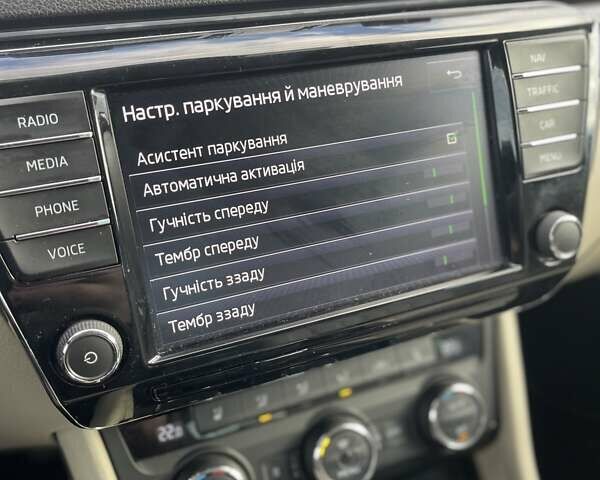 RADIO
MEDIA
PHONE
VOICE
Настр. паркування й маневрування
Асистент паркування
Автоматична активація
Гучність спереду
Тембр спереду
Гучність ззаду
Тембр ззаду
NAV
TRAFFIC
CAR
MENU